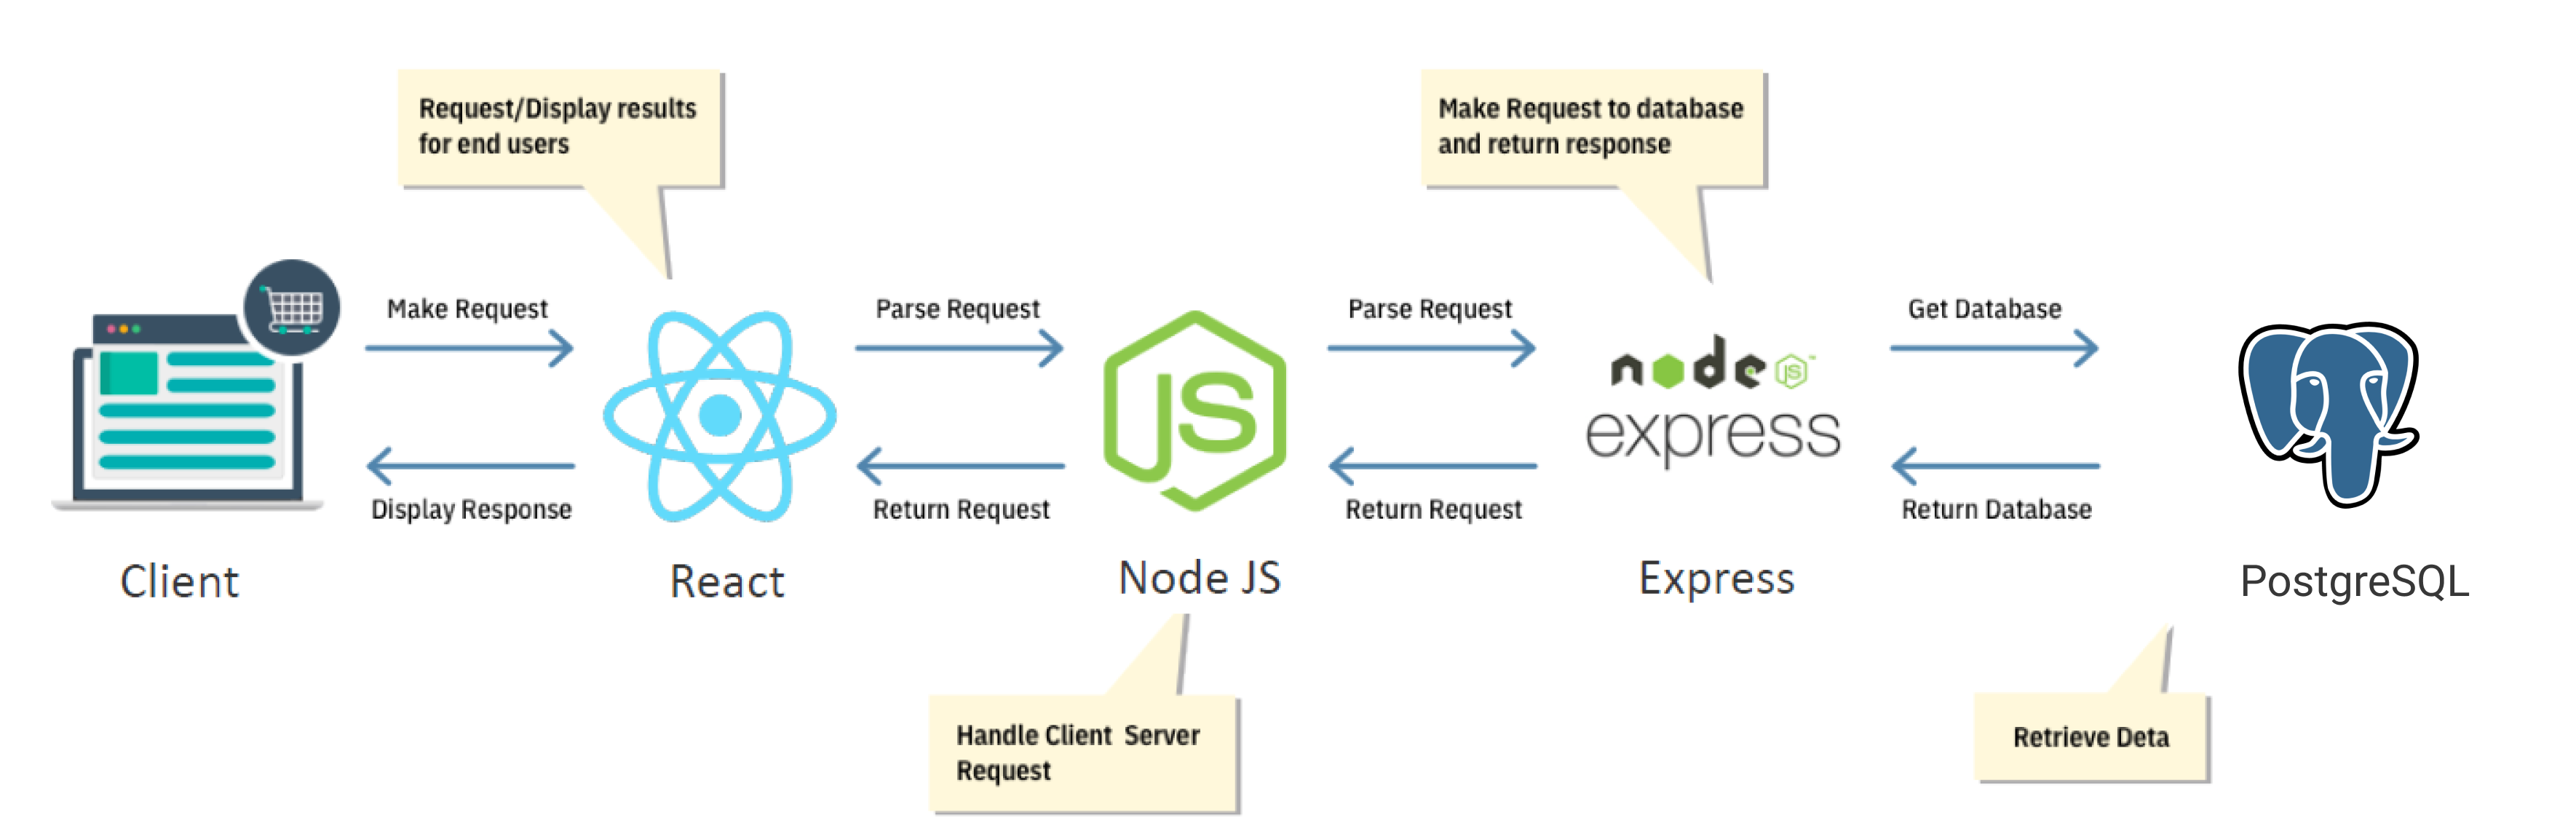 Request/Display results
for end users
Make Request to database
and return response
Make Request
Parse Request
Parse Request
Get Database
JS
node JS™
express
Display Response
Return Request
Return Request
Return Database
Client
React
Node JS
Express
PostgreSQL
Handle Client  Server
Request
Retrieve Deta